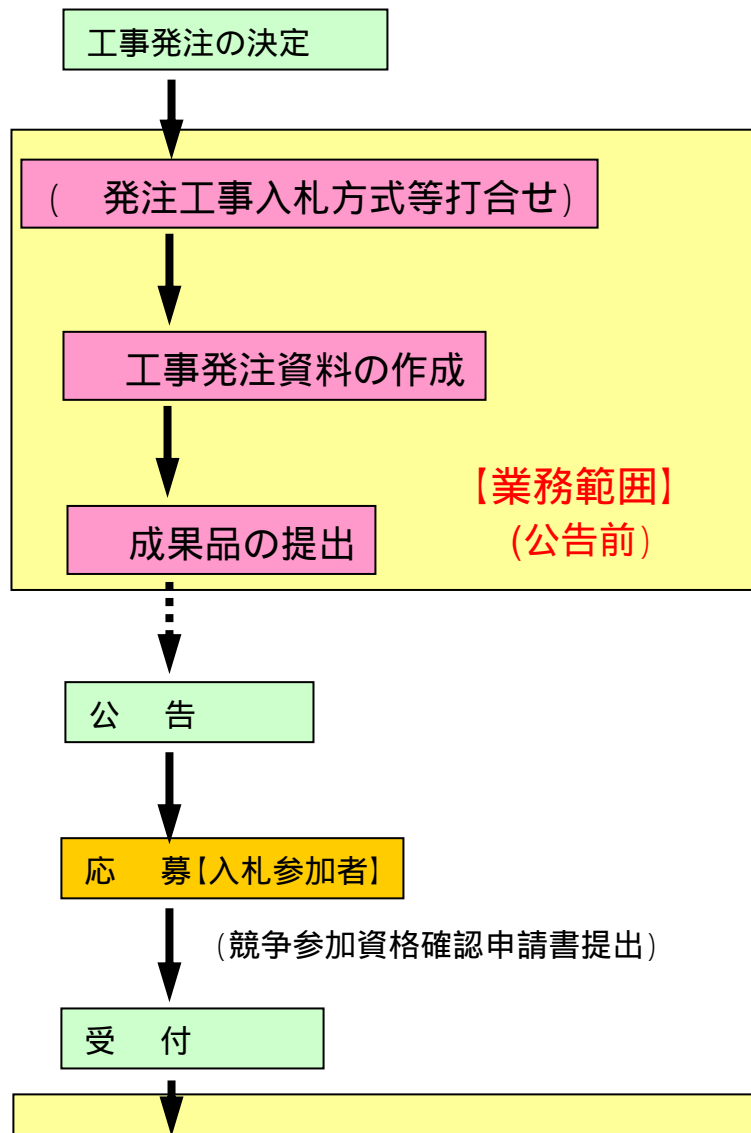 工事発注の決定
(　発注工事入札方式等打合せ)
工事発注資料の作成
【業務範囲】
(公告前)
成果品の提出
公　告
応　募【入札参加者】
(競争参加資格確認申請書提出)
受　付